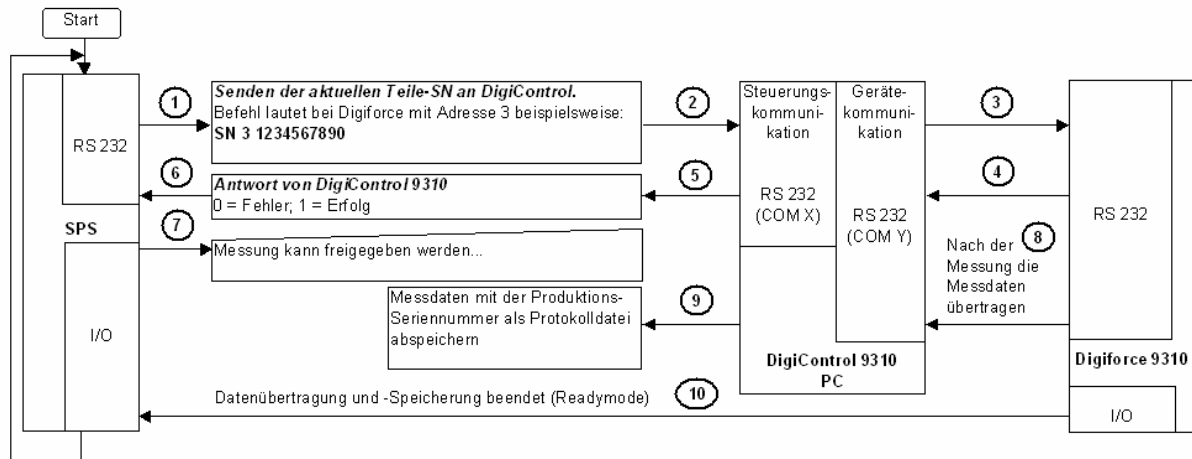 Start
1
Senden der aktuellen Teile-SN an DigiControl.
Befehl lautet bei Digiforce mit Adresse 3 beispielsweise:
SN 3 1234567890
2
Steuerungs-
kommuni-
kation
RS 232
(COM X)
Geräte-
kommuni-
kation
RS 232
(COM Y)
3
RS 232
6
Antwort von DigiControl 9310
0 = Fehler; 1 = Erfolg
5
4
RS 232
SPS
7
Messung kann freigegeben werden...
Nach der
Messung die
Messdaten
übertragen
8
I/O
Messdaten mit der Produktions-
Seriennummer als Protokolldatei
abspeichern
9
DigiControl 9310
PC
Digiforce 9310
Datenübertragung und -Speicherung beendet (Readymode)
10
I/O